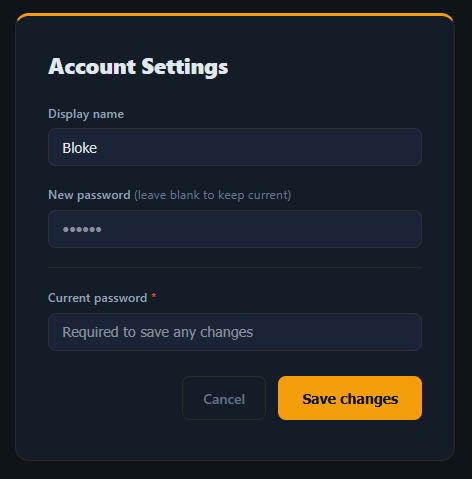 Account Settings
Display name
Bloke
New password (leave blank to keep current)
••••••
Current password *
Required to save any changes
Cancel
Save changes